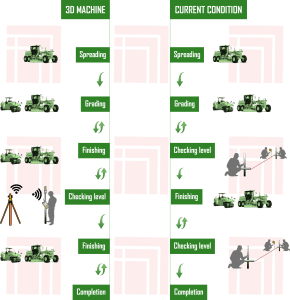 3D MACHINE
CURRENT CONDITION
Spreading
Spreading
Grading
Grading
Finishing
Checking level
Checking level
Finishing
Finishing
Checking level
Completion
Completion